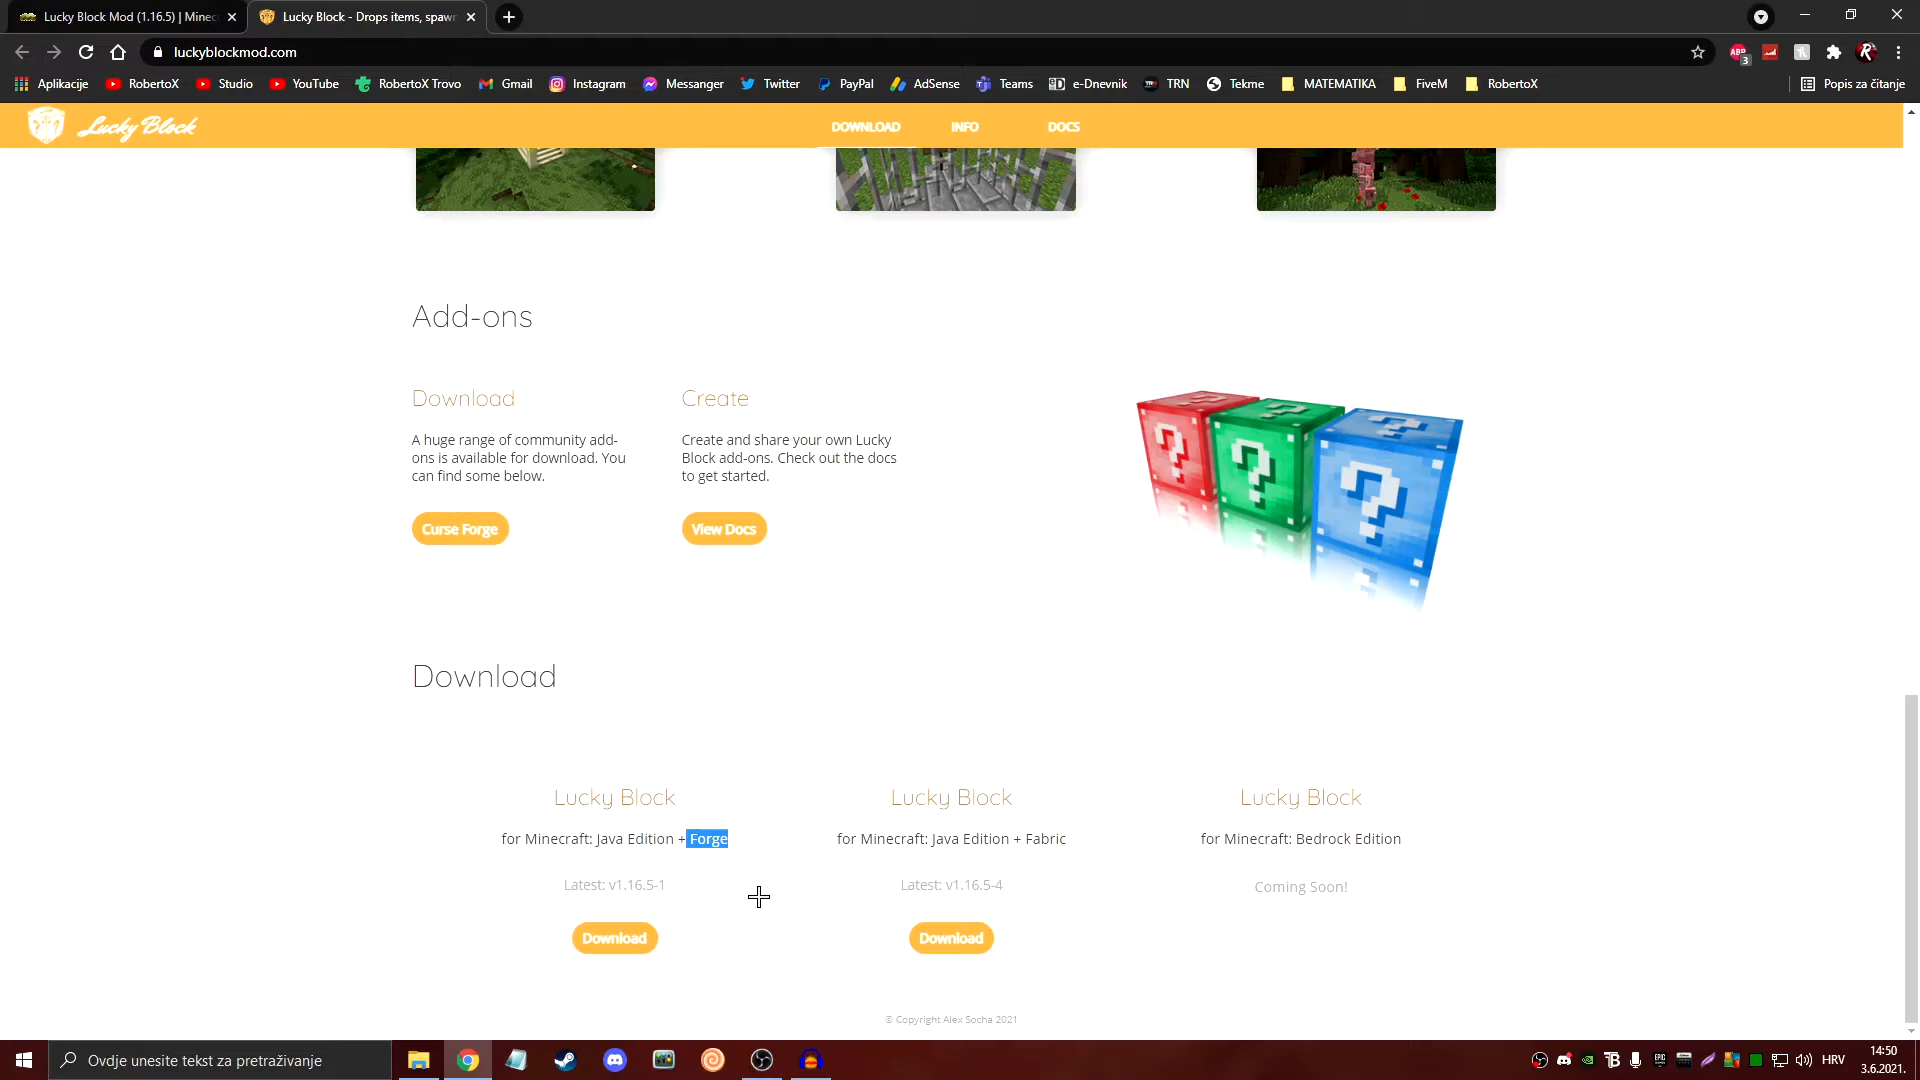 Lucky Block Mod (1.16.5) | Minec
Lucky Block - Drops items, spawn
luckyblockmod.com
Aplikacije RobertoX Studio YouTube RobertoX Trovo Gmail Instagram Messanger Twitter PayPal AdSense Teams e-Dnevnik TRN Tekme MATEMATIKA FiveM RobertoX Popis za čitanje
Lucky Block DOWNLOAD INFO DOCS
Add-ons
Download
A huge range of community add-
ons is available for download. You
can find some below.
Curse Forge
Create
Create and share your own Lucky
Block add-ons. Check out the docs
to get started.
View Docs
Download
Lucky Block
for Minecraft: Java Edition + Forge
Latest: v1.16.5-1
Download
Lucky Block
for Minecraft: Java Edition + Fabric
Latest: v1.16.5-4
Download
Lucky Block
for Minecraft: Bedrock Edition
Coming Soon!
© Copyright Alex Socha 2021
Ovdje unesite tekst za pretraživanje
HRV
14:50
3.6.2021.